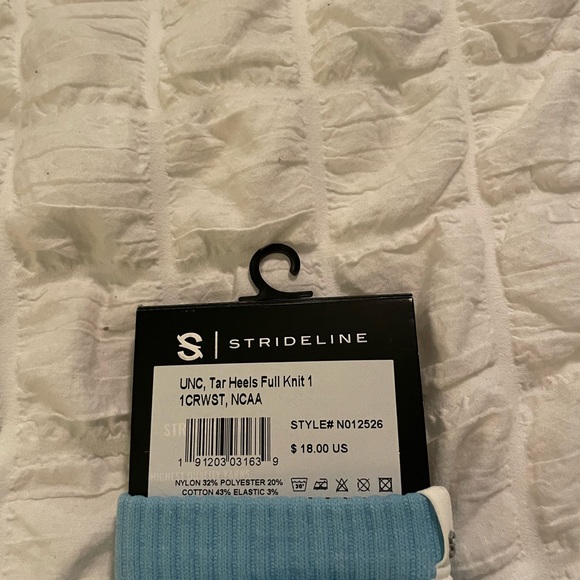 S | STRIDELINE
UNC, Tar Heels Full Knit 1
1CRWST, NCAA
STYLE# N012526
$ 18.00 US
1 91203 03163 9
NYLON 32% POLYESTER 20%
COTTON 43% ELASTIC 3%
30°